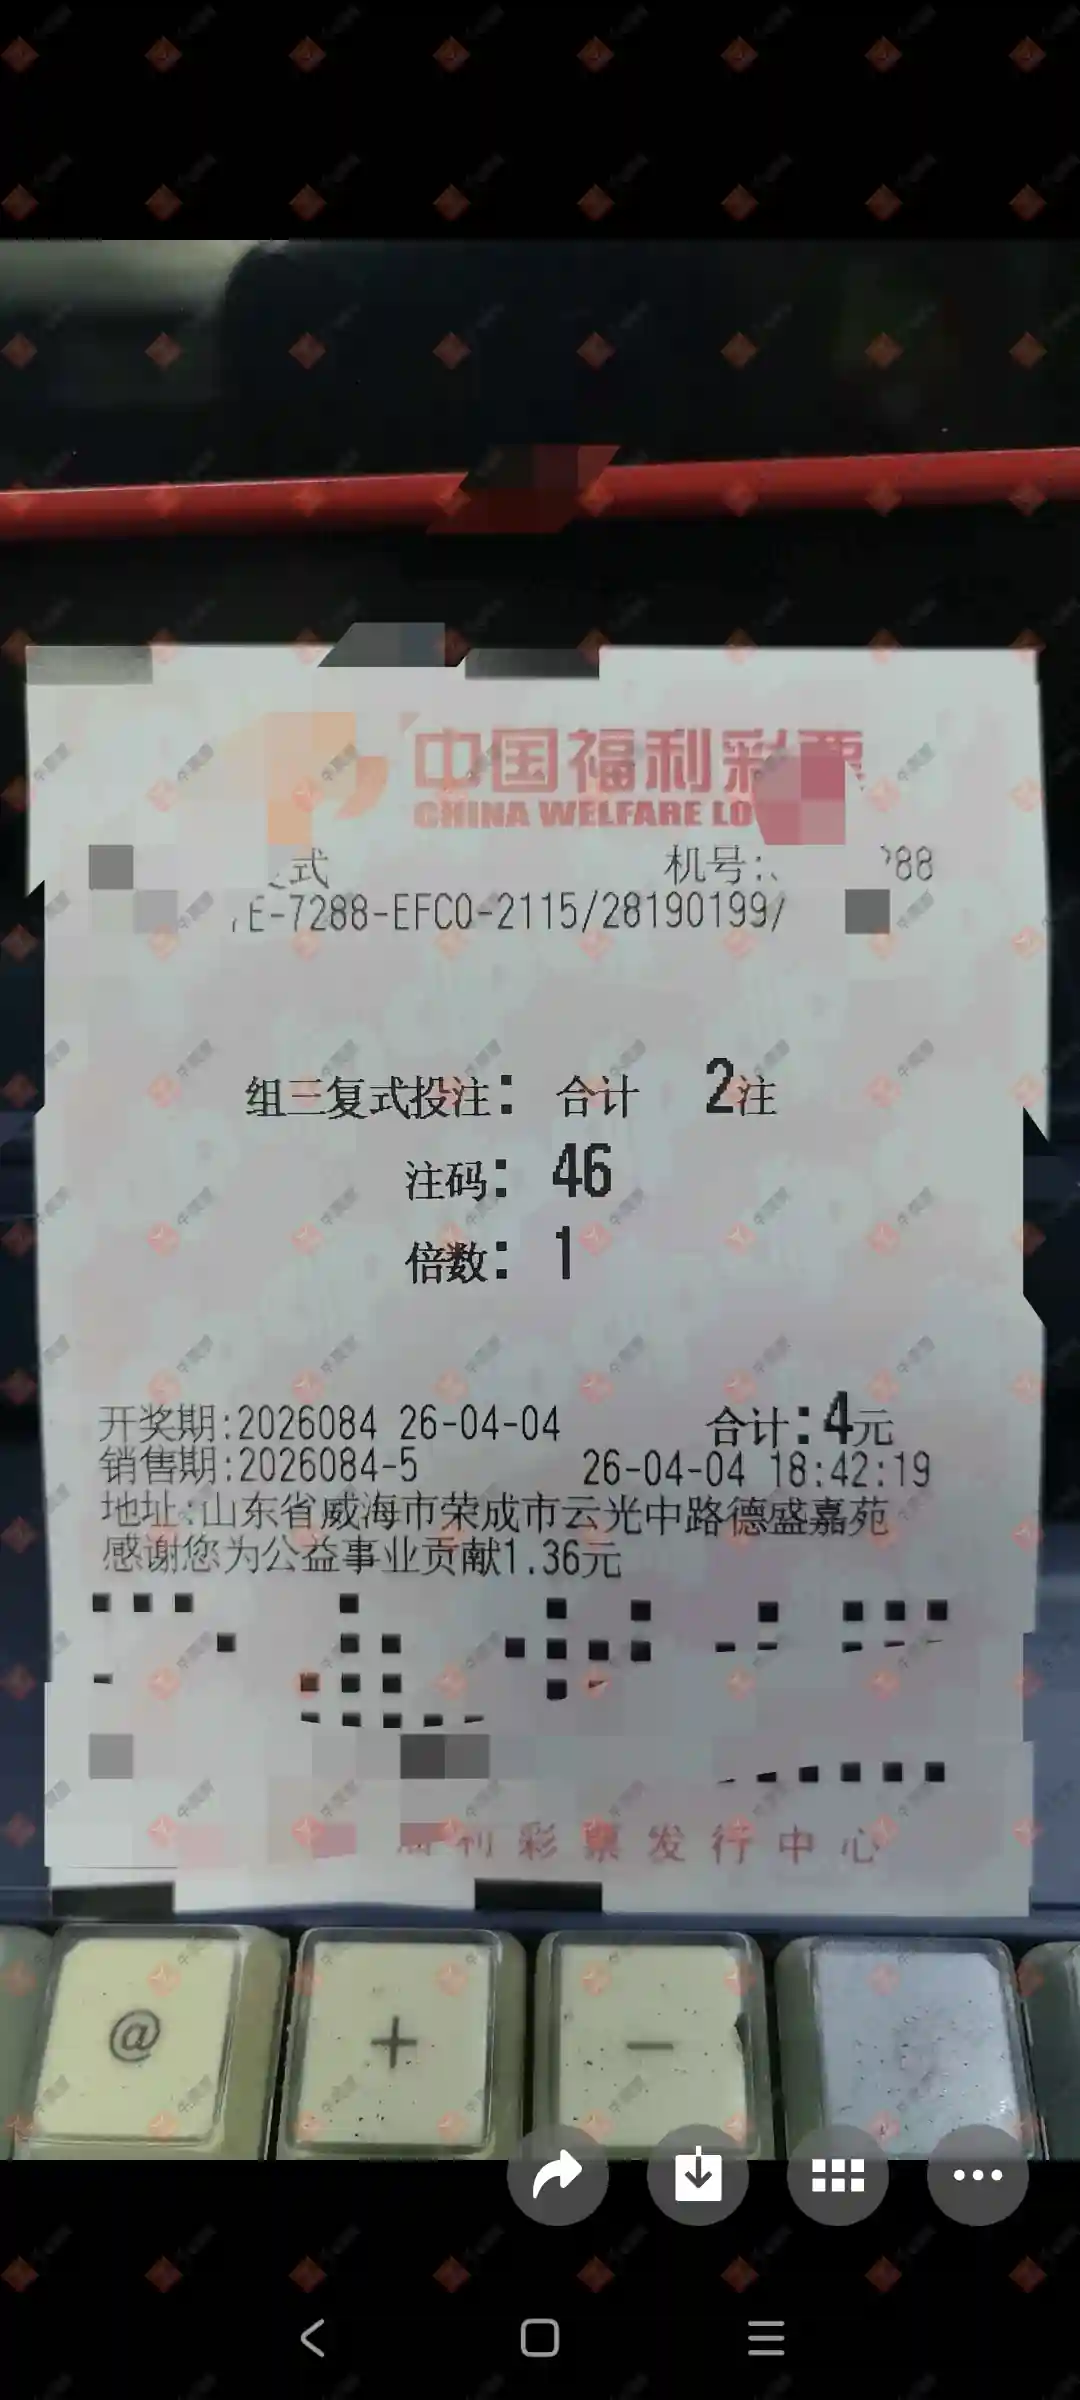 中国福利彩票
CHINA WELFARE LO
式 机号: 88
E-7288-EFC0-2115/28190199/
组三复式投注: 合计 2注
注码: 46
倍数: 1
开奖期:2026084 26-04-04 合计:4元
销售期:2026084-5 26-04-04 18:42:19
地址:山东省威海市荣成市云光中路德盛嘉苑
感谢您为公益事业贡献1.36元
利彩票发行中心
@ + −